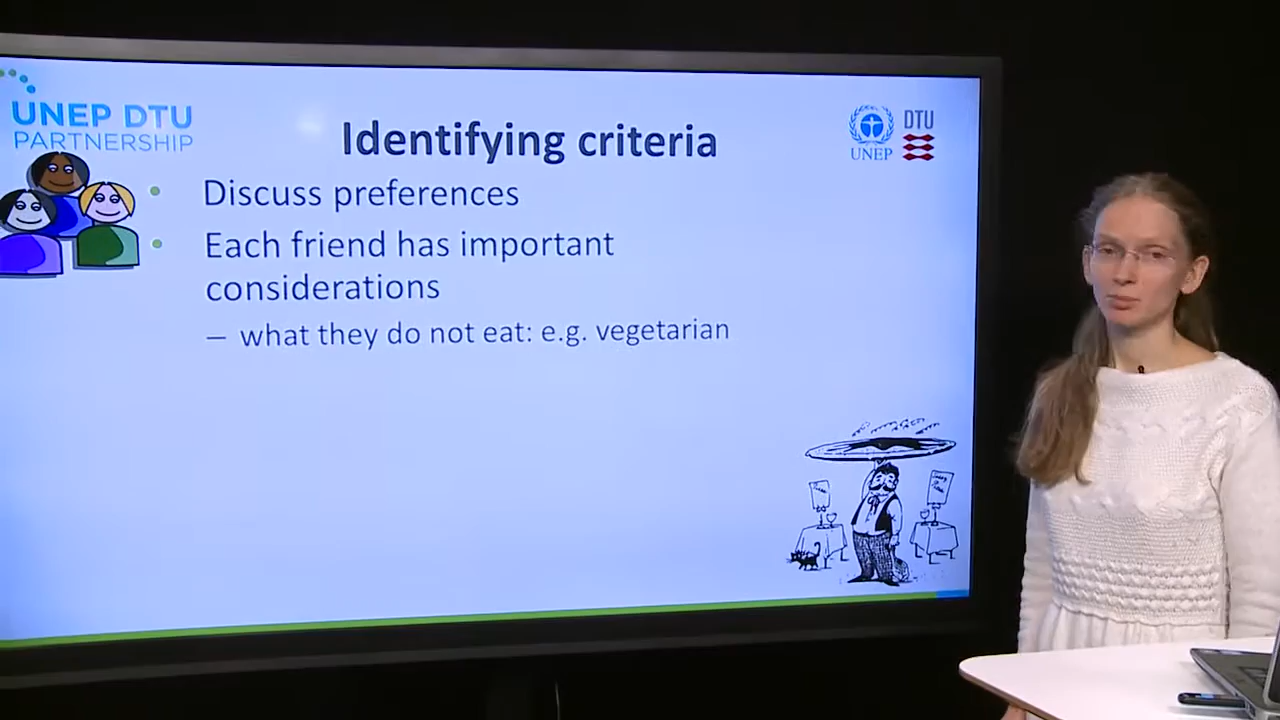 UNEP DTU
PARTNERSHIP
Identifying criteria
UNEP
DTU
Discuss preferences
Each friend has important
considerations
– what they do not eat: e.g. vegetarian